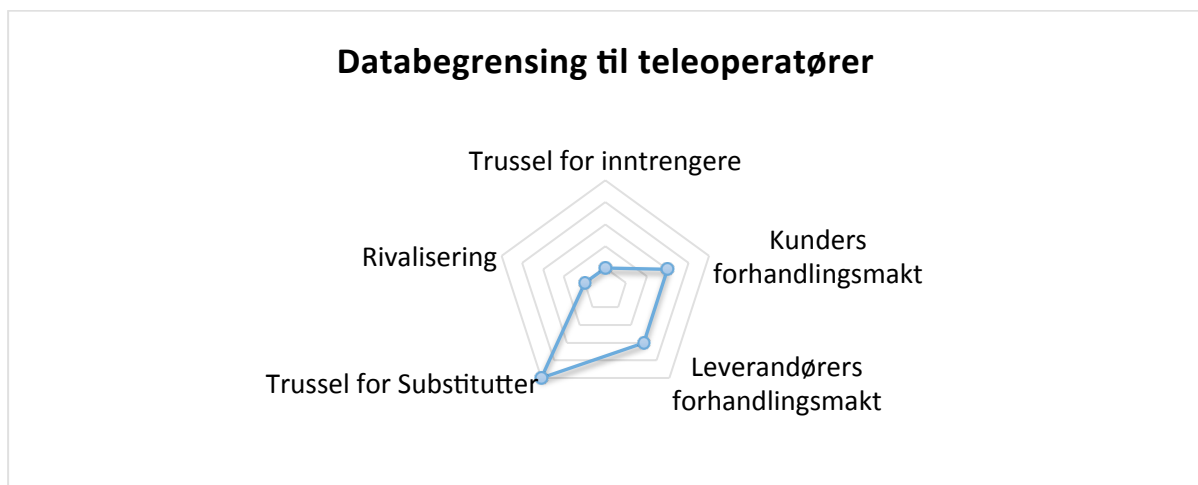 Databegrensing til teleoperatører
Trussel for inntrengere
Kunders
forhandlingsmakt
Leverandørers
forhandlingsmakt
Trussel for Substitutter
Rivalisering